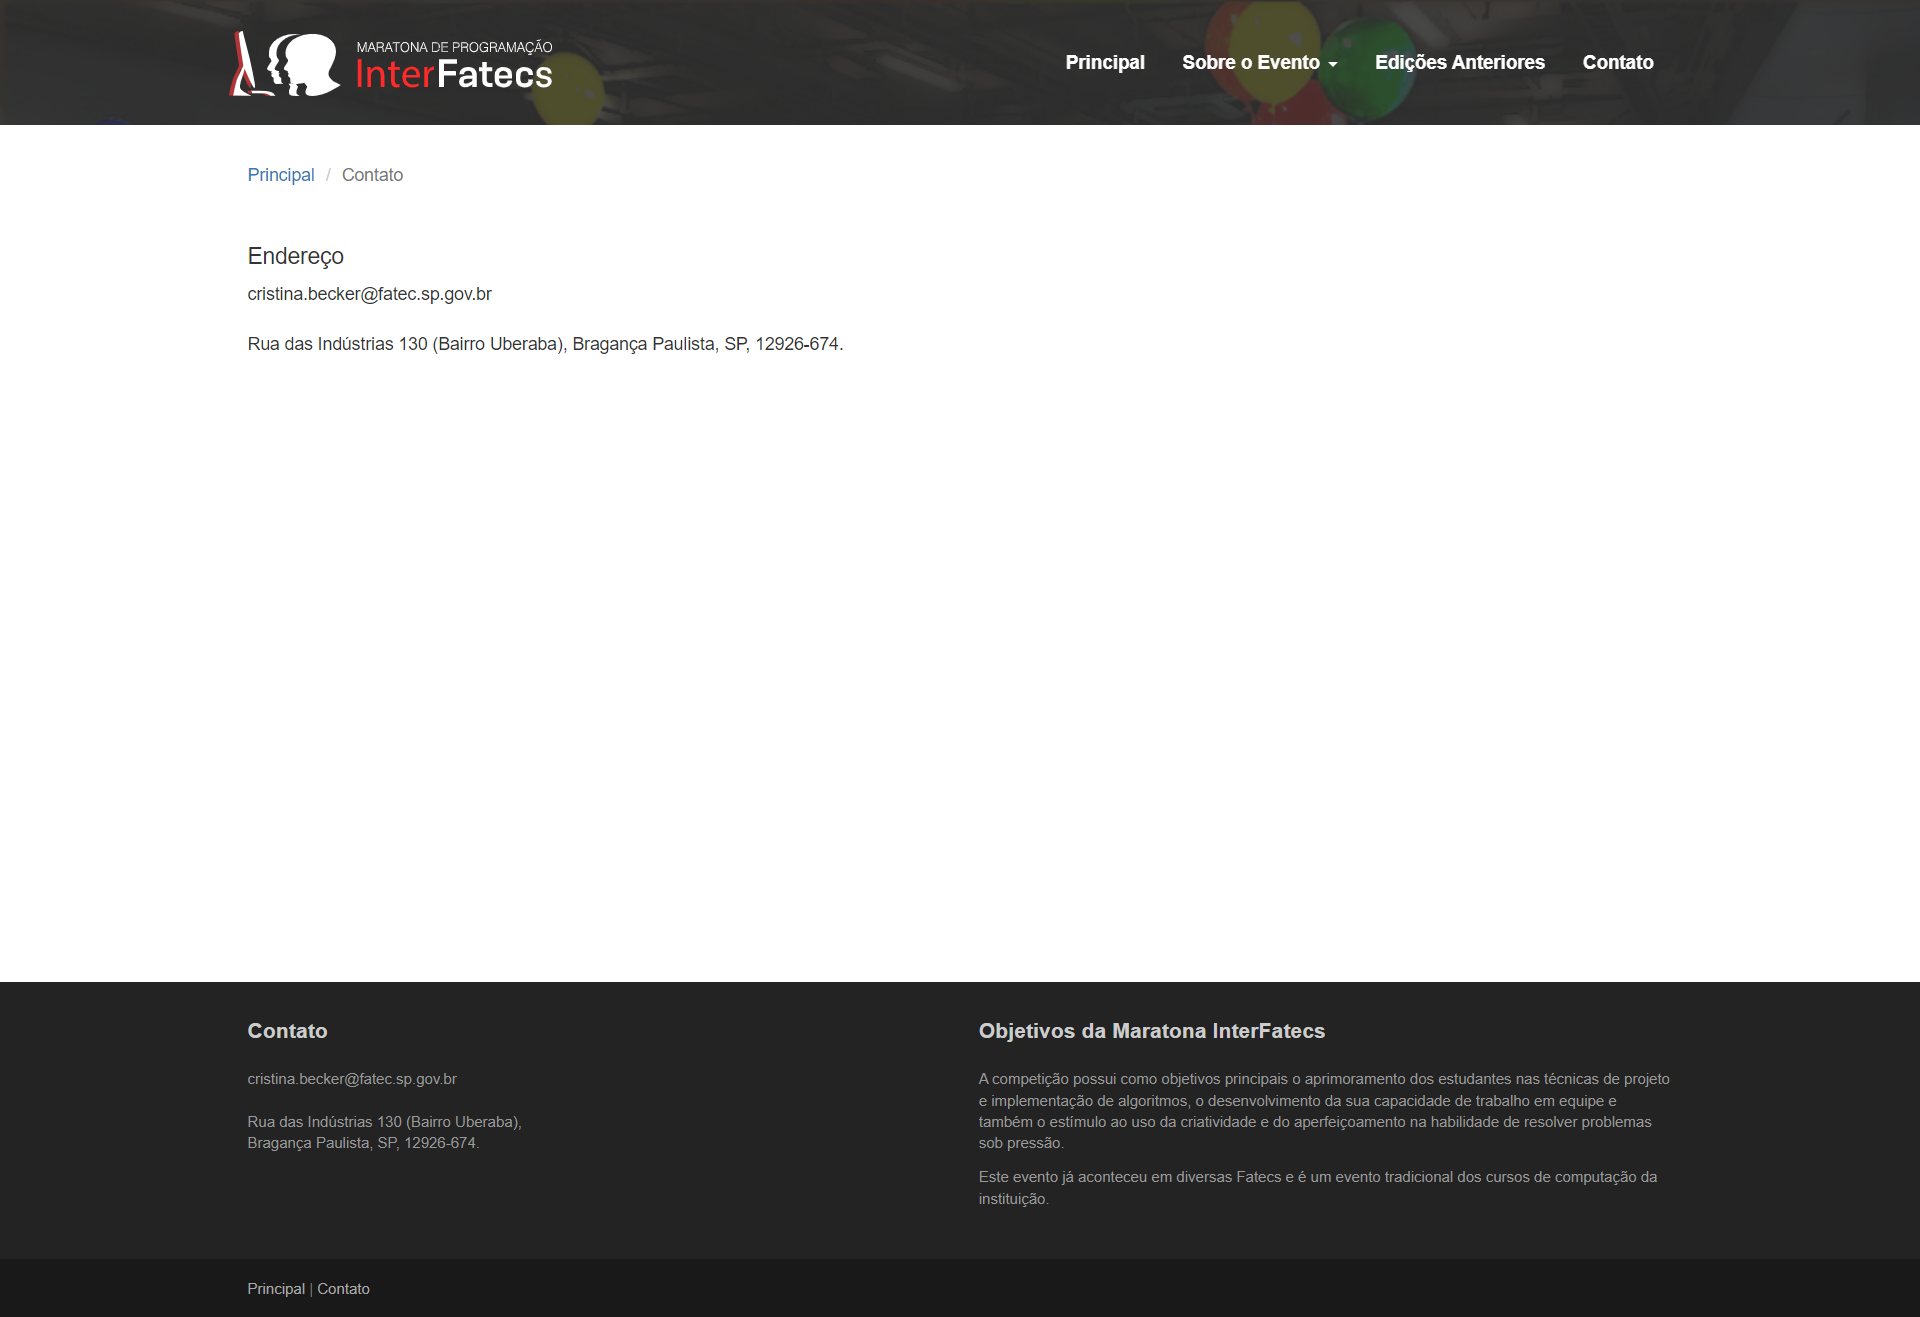 MARATONA DE PROGRAMAÇÃO
InterFatecs
Principal Sobre o Evento Edições Anteriores Contato
Principal / Contato
Endereço
cristina.becker@fatec.sp.gov.br
Rua das Indústrias 130 (Bairro Uberaba), Bragança Paulista, SP, 12926-674.
Contato
cristina.becker@fatec.sp.gov.br
Rua das Indústrias 130 (Bairro Uberaba),
Bragança Paulista, SP, 12926-674.
Objetivos da Maratona InterFatecs
A competição possui como objetivos principais o aprimoramento dos estudantes nas técnicas de projeto
e implementação de algoritmos, o desenvolvimento da sua capacidade de trabalho em equipe e
também o estímulo ao uso da criatividade e do aperfeiçoamento na habilidade de resolver problemas
sob pressão.
Este evento já aconteceu em diversas Fatecs e é um evento tradicional dos cursos de computação da
instituição.
Principal | Contato